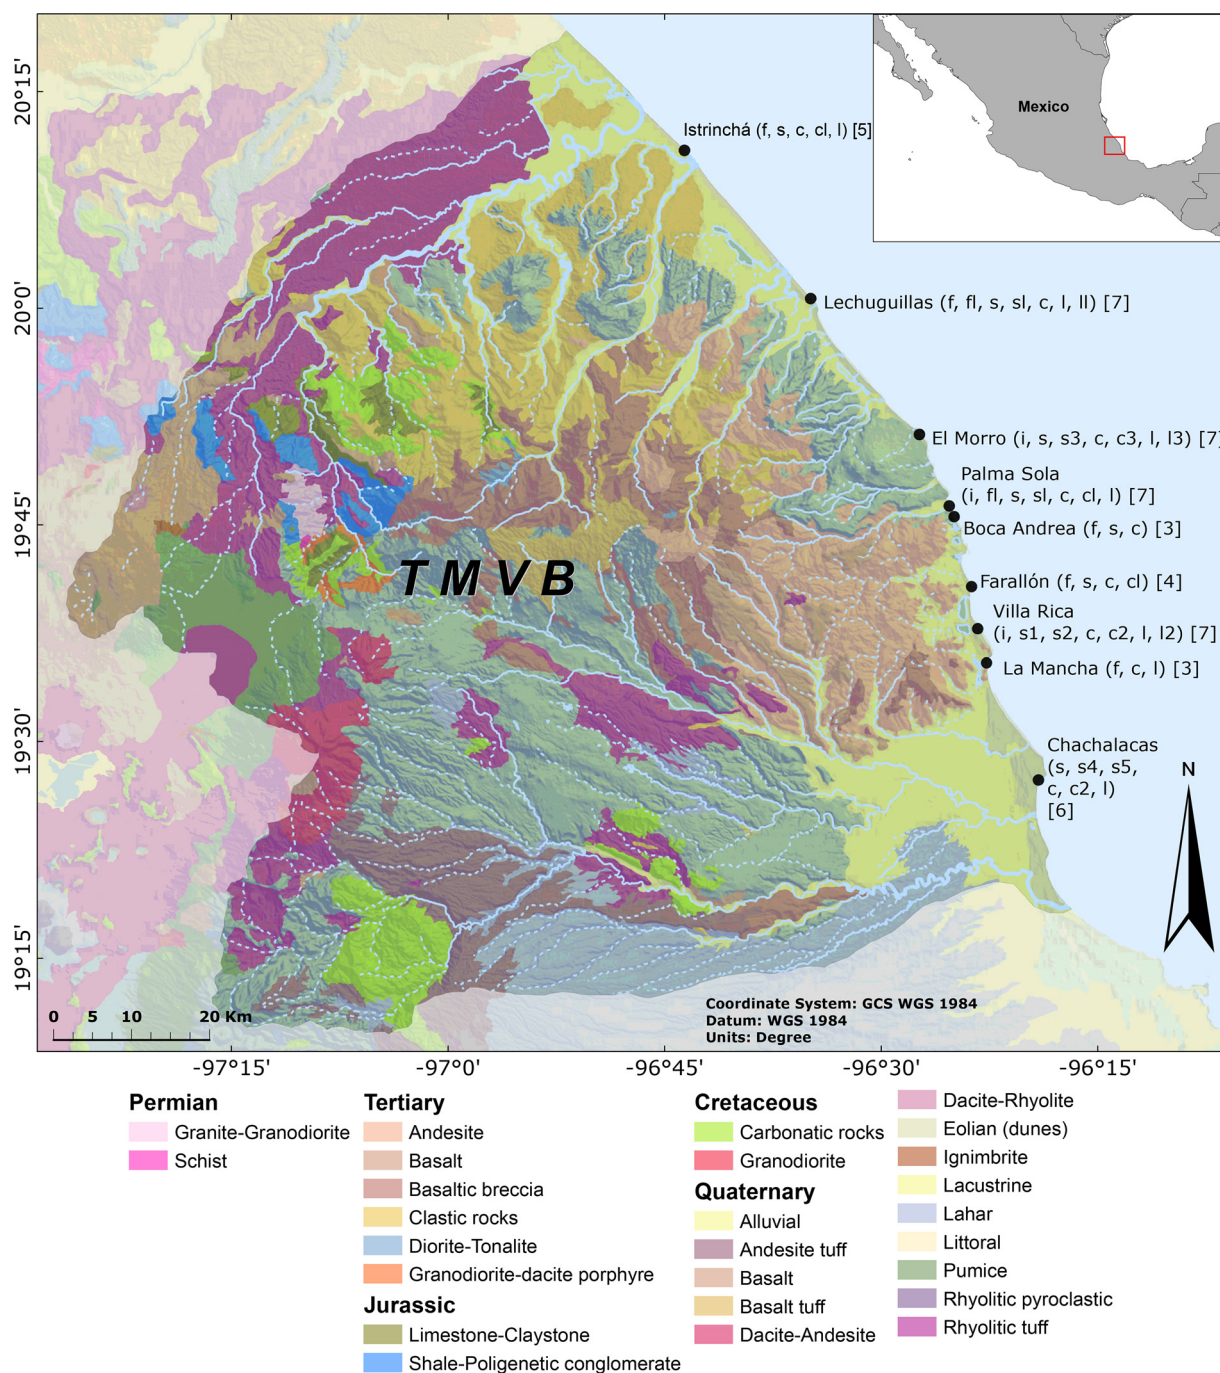 20°15'
20°0'
19°45'
19°30'
19°15'
Mexico
Istrinchá (f, s, c, cl, l) [5]
Lechuguillas (f, fl, s, sl, c, l, ll) [7]
El Morro (i, s, s3, c, c3, l, l3) [7]
Palma Sola
(i, fl, s, sl, c, cl, l) [7]
Boca Andrea (f, s, c) [3]
Farallón (f, s, c, cl) [4]
Villa Rica
(i, s1, s2, c, c2, l, l2) [7]
La Mancha (f, c, l) [3]
Chachalacas
(s, s4, s5,
c, c2, l)
[6]
TMVB
N
Coordinate System: GCS WGS 1984
Datum: WGS 1984
Units: Degree
0 5 10 20 Km
-97°15' -97°0' -96°45' -96°30' -96°15'
Permian
Granite-Granodiorite
Schist
Tertiary
Andesite
Basalt
Basaltic breccia
Clastic rocks
Diorite-Tonalite
Granodiorite-dacite porphyre
Jurassic
Limestone-Claystone
Shale-Poligenetic conglomerate
Cretaceous
Carbonatic rocks
Granodiorite
Quaternary
Alluvial
Andesite tuff
Basalt
Basalt tuff
Dacite-Andesite
Dacite-Rhyolite
Eolian (dunes)
Ignimbrite
Lacustrine
Lahar
Littoral
Pumice
Rhyolitic pyroclastic
Rhyolitic tuff